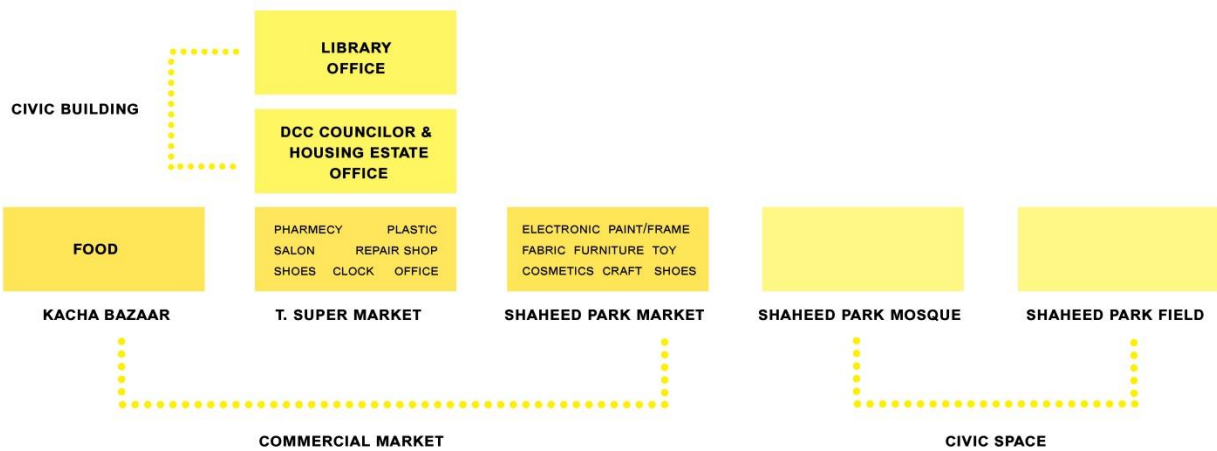 LIBRARY
OFFICE
CIVIC BUILDING
DCC COUNCILOR &
HOUSING ESTATE
OFFICE
FOOD
PHARMECY PLASTIC
SALON REPAIR SHOP
SHOES CLOCK OFFICE
ELECTRONIC PAINT/FRAME
FABRIC FURNITURE TOY
COSMETICS CRAFT SHOES
KACHA BAZAAR
T. SUPER MARKET
SHAHEED PARK MARKET
SHAHEED PARK MOSQUE
SHAHEED PARK FIELD
COMMERCIAL MARKET
CIVIC SPACE